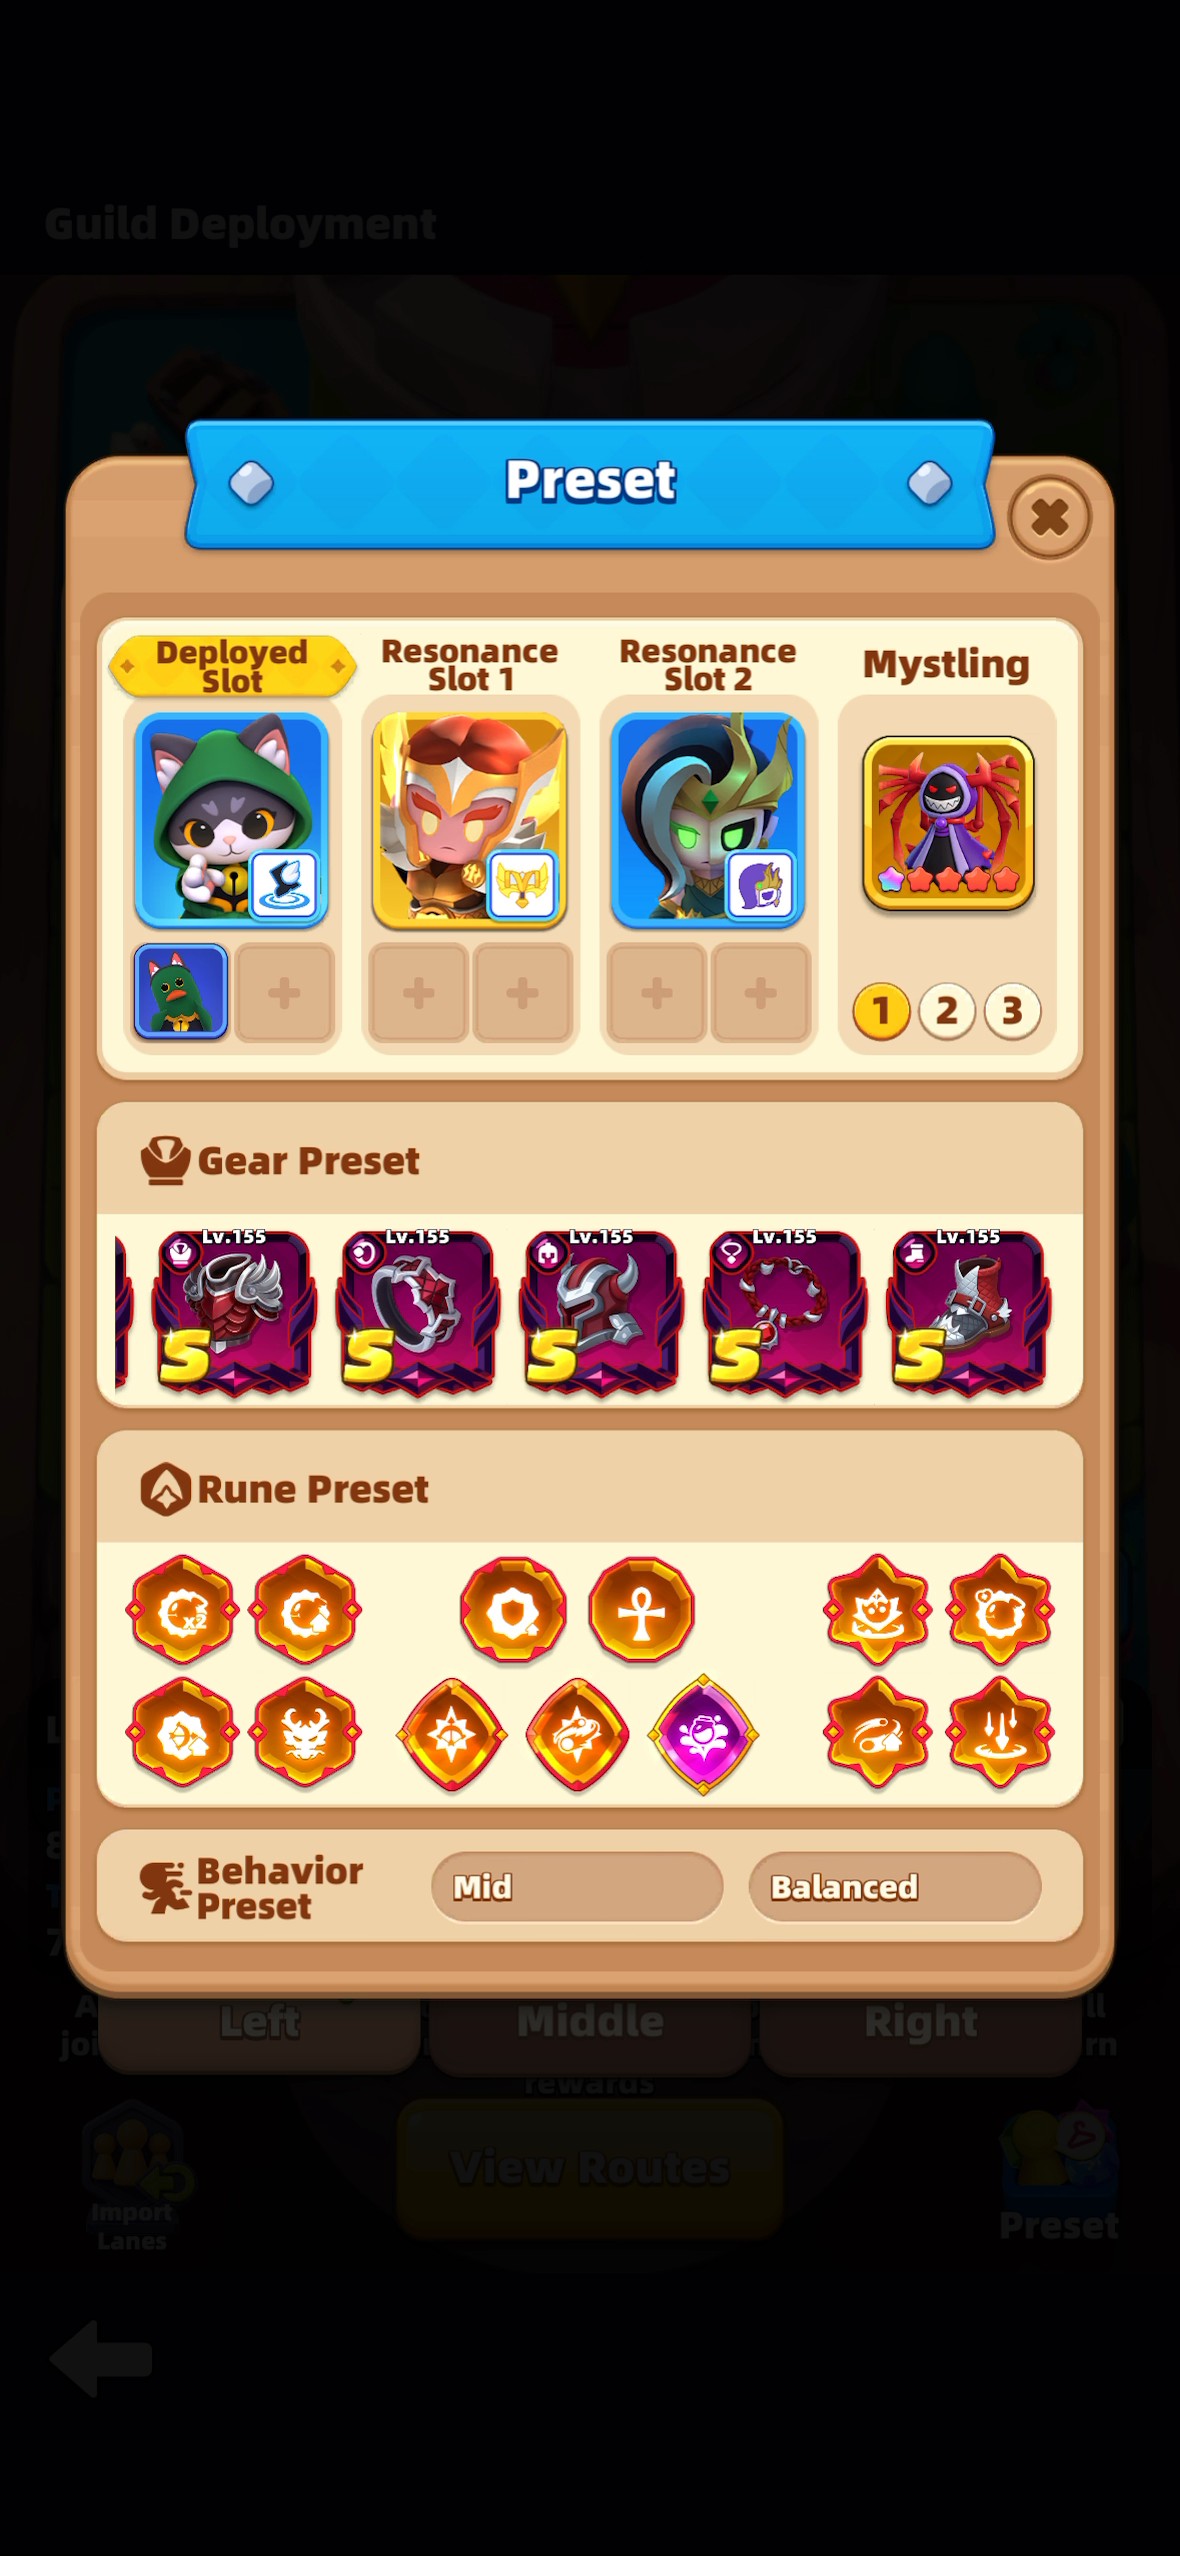 Guild Deployment
Preset
Deployed
Slot
Resonance
Slot 1
Resonance
Slot 2
Mystling
1 2 3
Gear Preset
Lv.155 Lv.155 Lv.155 Lv.155 Lv.155
S S S S S
Rune Preset
x2
Behavior
Preset
Mid
Balanced
Left Middle Right
rewards
View Routes
Import
Lanes
Preset